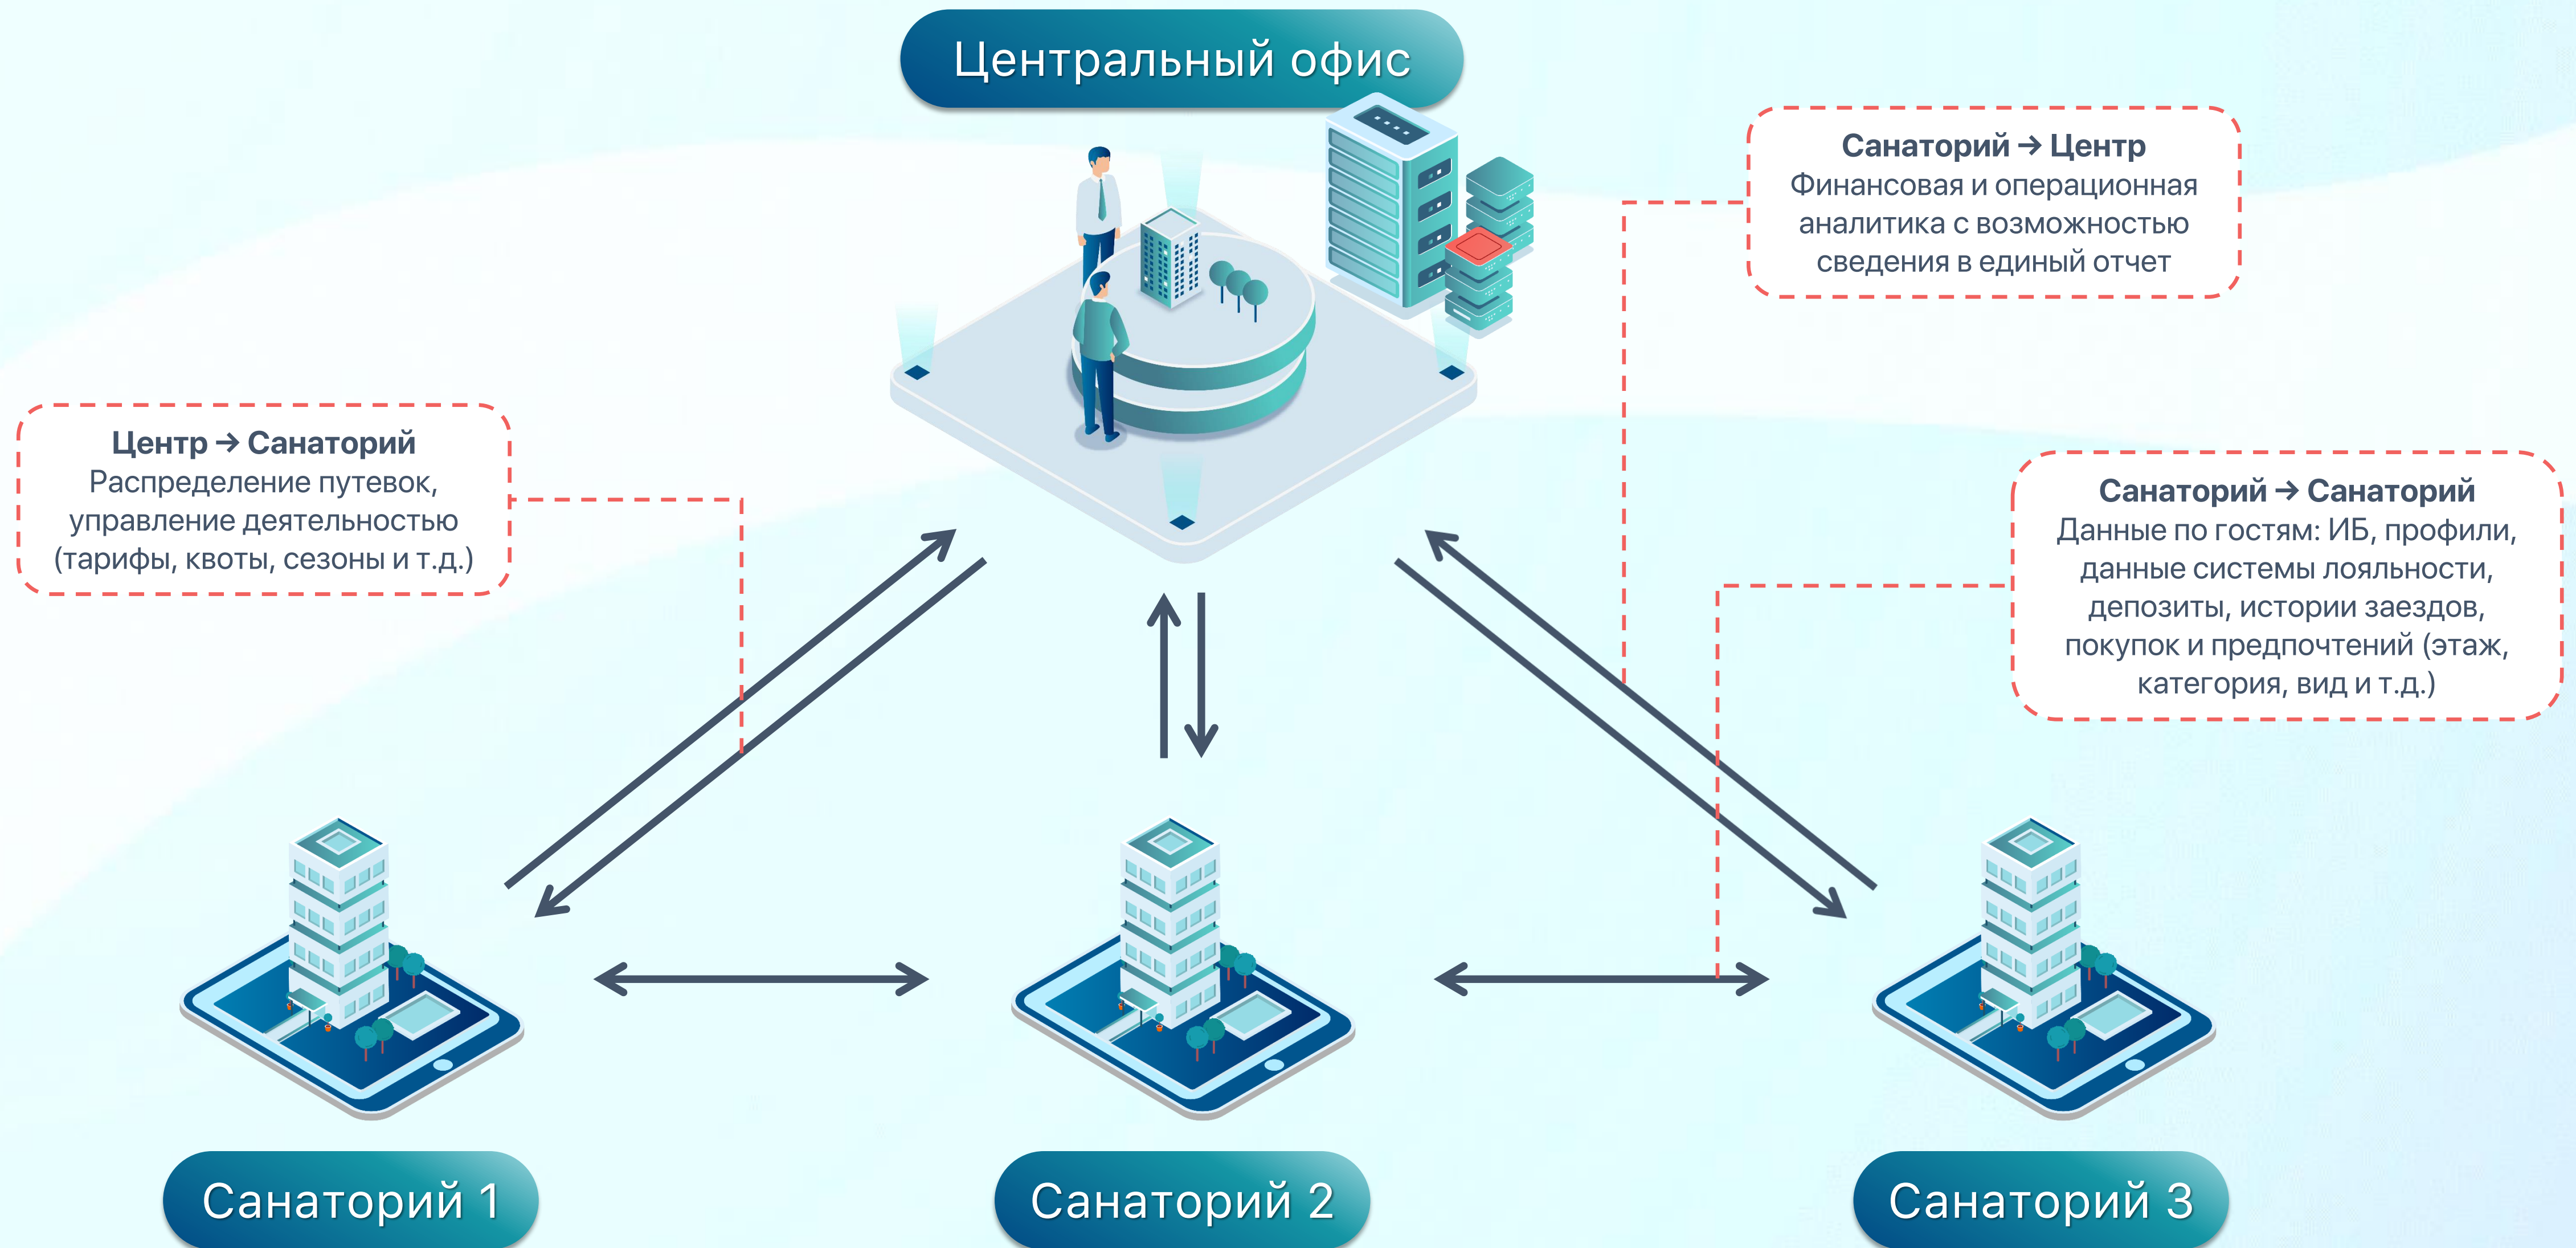 Центральный офис
Санаторий → Центр
Финансовая и операционная
аналитика с возможностью
сведения в единый отчет
Центр → Санаторий
Распределение путевок,
управление деятельностью
(тарифы, квоты, сезоны и т.д.)
Санаторий → Санаторий
Данные по гостям: ИБ, профили,
данные системы лояльности,
депозиты, истории заездов,
покупок и предпочтений (этаж,
категория, вид и т.д.)
Санаторий 1
Санаторий 2
Санаторий 3